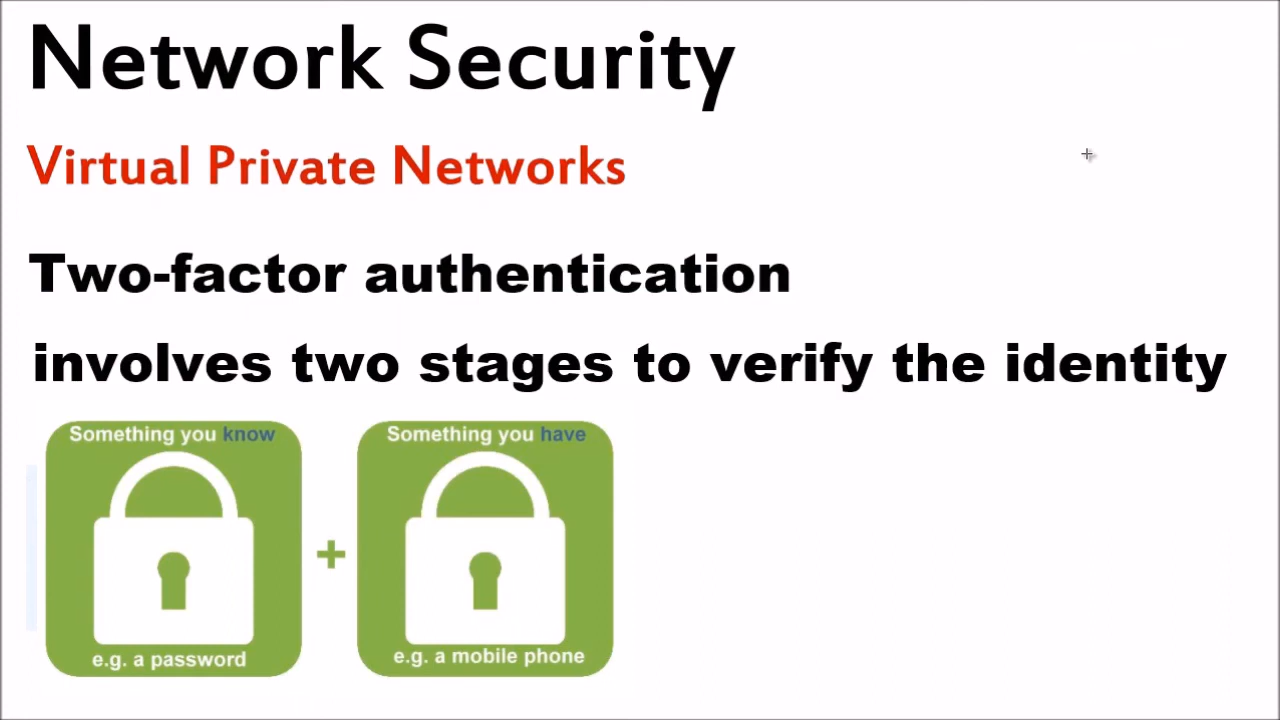 Network Security
Virtual Private Networks
Two-factor authentication
involves two stages to verify the identity
Something you know
Something you have
+
e.g. a password
e.g. a mobile phone